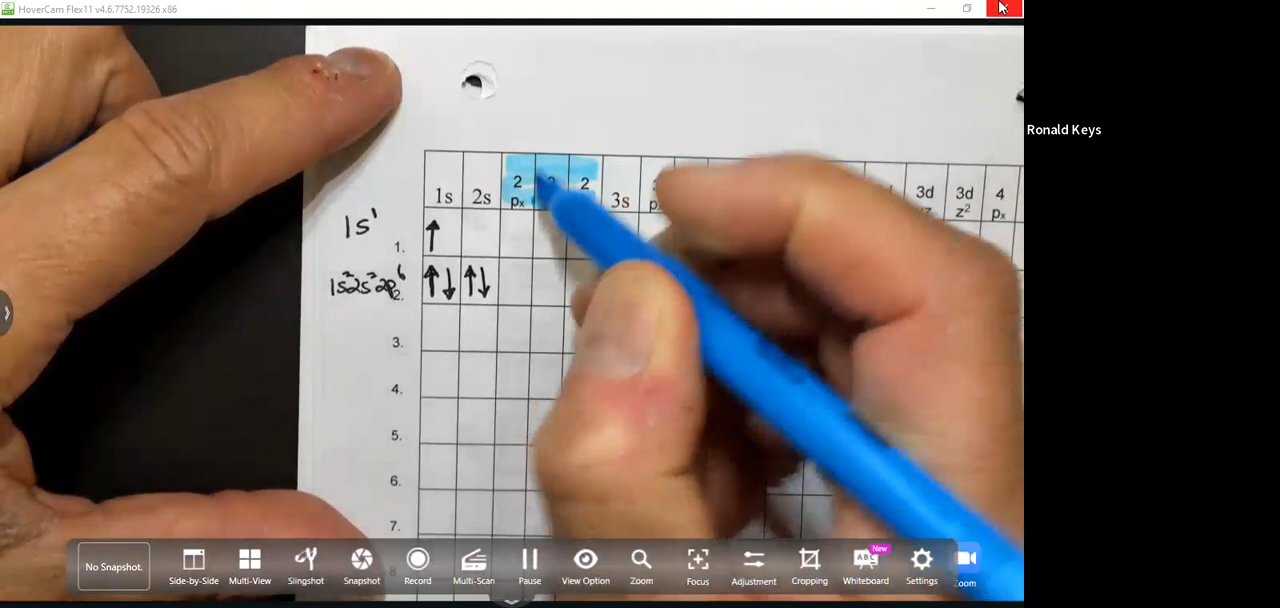 HoverCam Flex11 v4.6.7752.19326 x86
Ronald Keys
1s 2s 2 px 2 3s 3d 3d z² 4 px
1s¹
1.
1s²2s²2p⁶
2.
3.
4.
5.
6.
7.
No Snapshot.
Side-by-Side Multi-View Slingshot Snapshot Record Multi-Scan Pause View Option Zoom Focus Adjustment Cropping Whiteboard Settings Zoom
ABC New